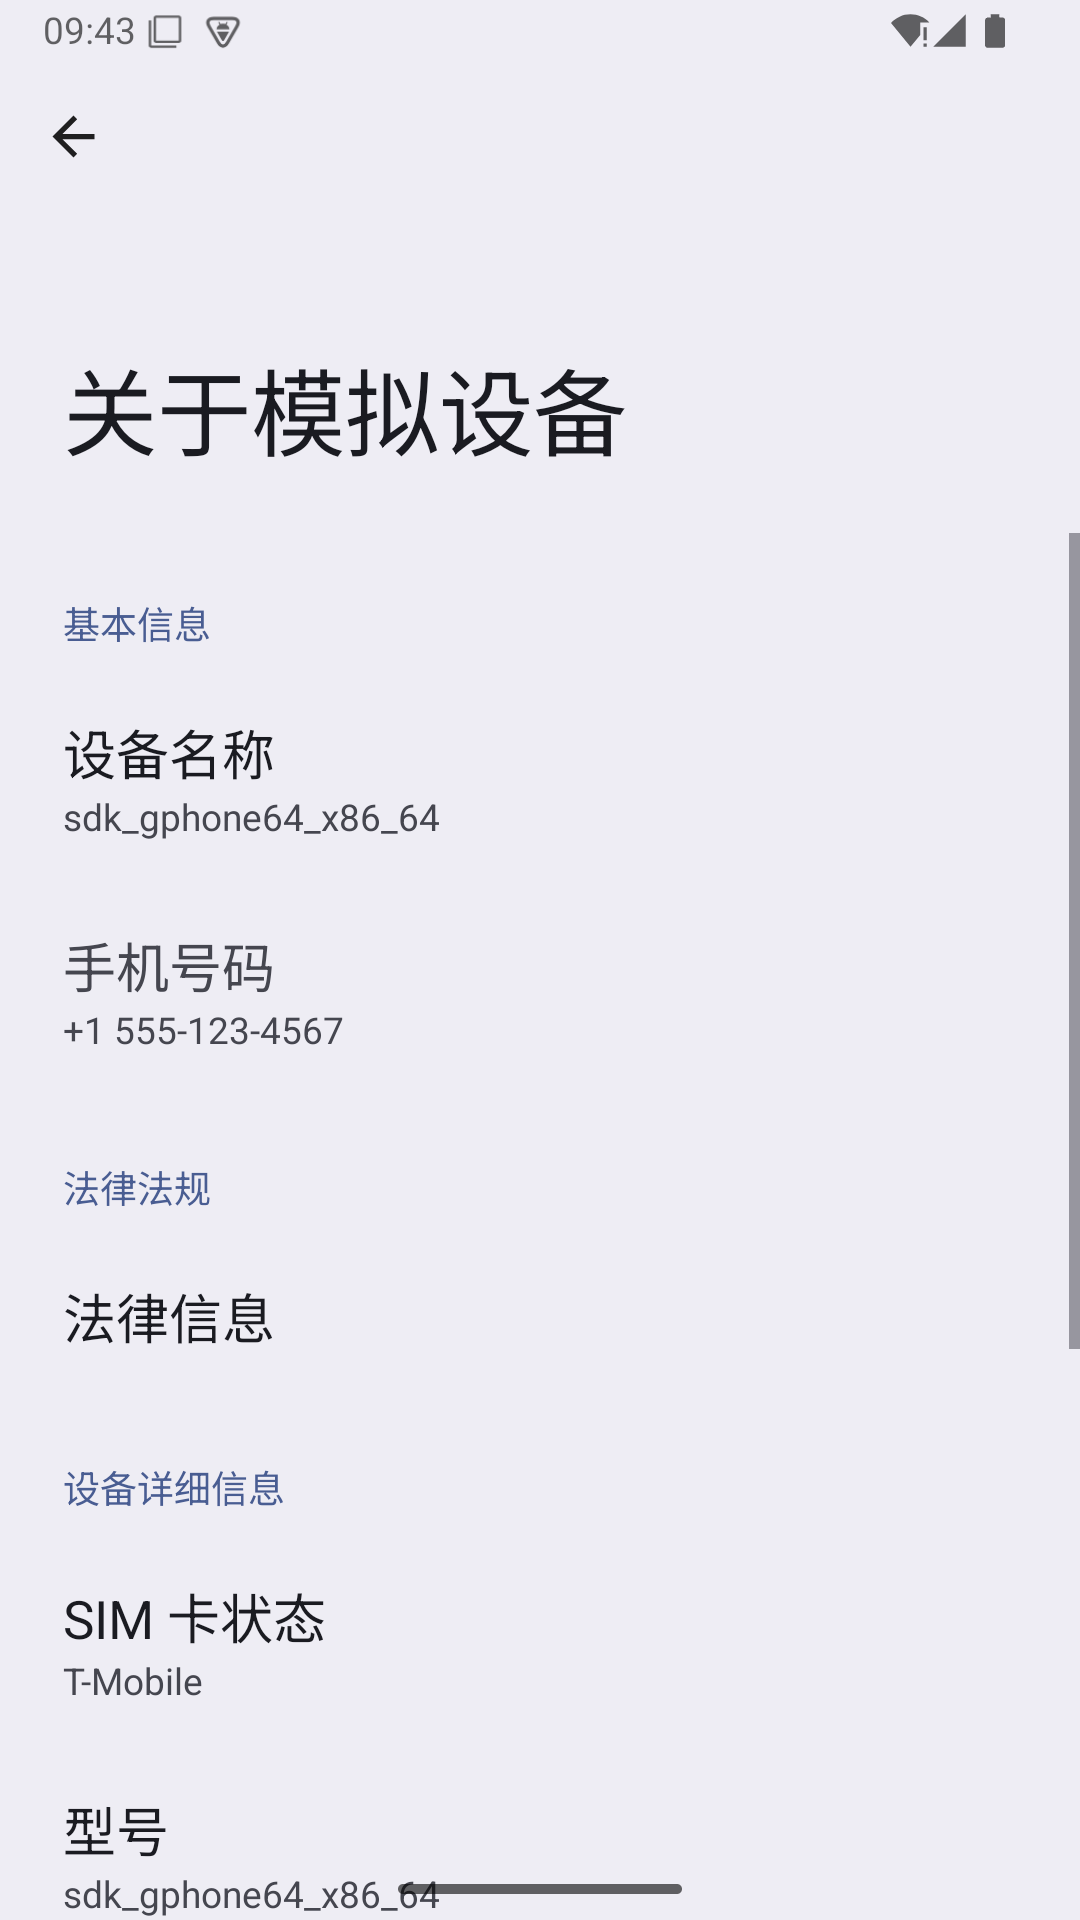 09:43
关于模拟设备
基本信息
设备名称
sdk_gphone64_x86_64
手机号码
+1 555-123-4567
法律法规
法律信息
设备详细信息
SIM 卡状态
T-Mobile
型号
sdk_gphone64_x86_64